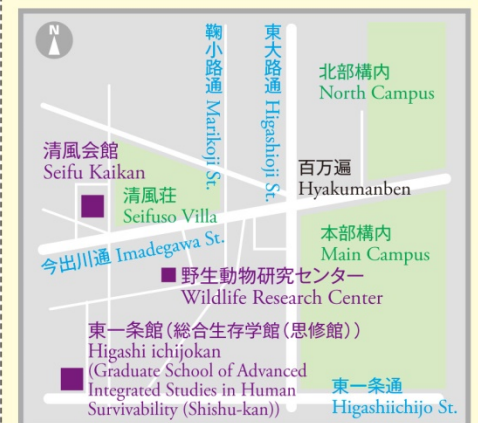 N
鞠小路通 Marikoji St.
東大路通 Higashioji St.
北部構内
North Campus
清風会館
Seifu Kaikan
清風荘
Seifuso Villa
百万遍
Hyakumanben
今出川通 Imadegawa St.
本部構内
Main Campus
野生動物研究センター
Wildlife Research Center
東一条館(総合生存学館(思修館))
Higashi ichijokan
(Graduate School of Advanced
Integrated Studies in Human
Survivability (Shishu-kan))
東一条通
Higashiichijo St.